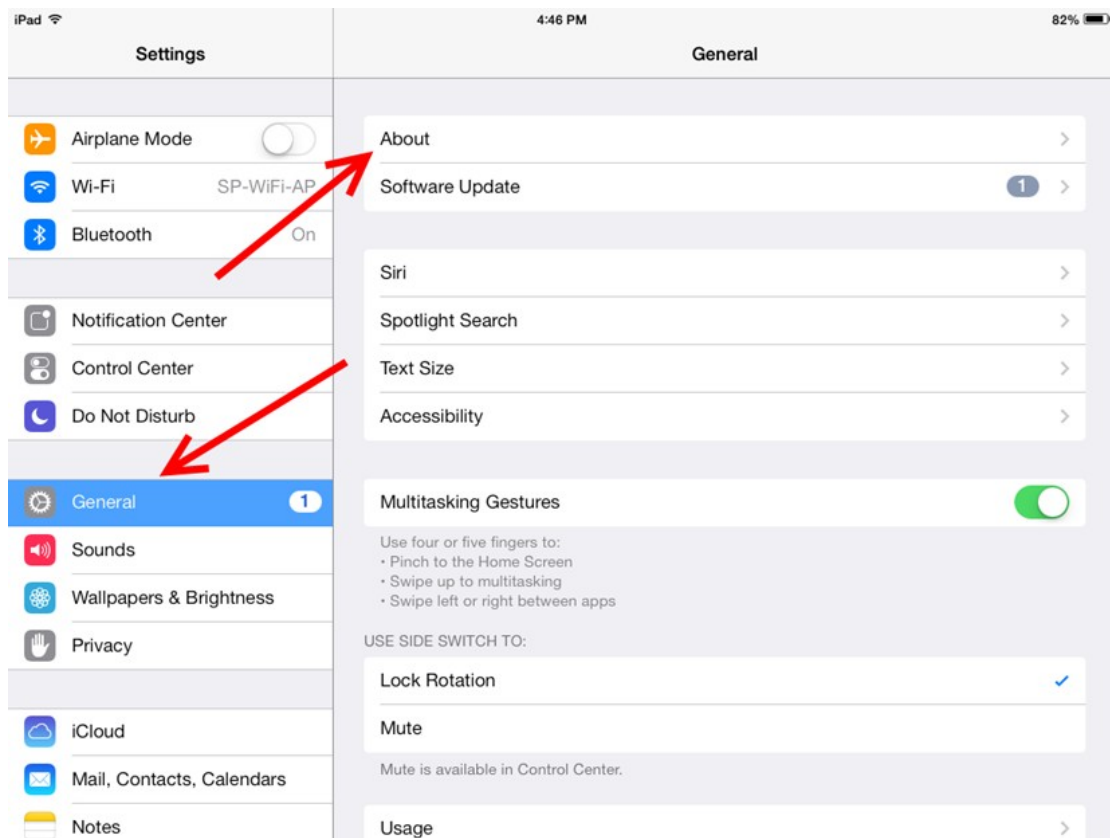 iPad 4:46 PM 82%
Settings
General
Airplane Mode
Wi-Fi SP-WiFi-AP
Bluetooth On
Notification Center
Control Center
Do Not Disturb
General 1
Sounds
Wallpapers & Brightness
Privacy
iCloud
Mail, Contacts, Calendars
Notes
About
Software Update 1
Siri
Spotlight Search
Text Size
Accessibility
Multitasking Gestures
Use four or five fingers to:
• Pinch to the Home Screen
• Swipe up to multitasking
• Swipe left or right between apps
USE SIDE SWITCH TO:
Lock Rotation
Mute
Mute is available in Control Center.
Usage